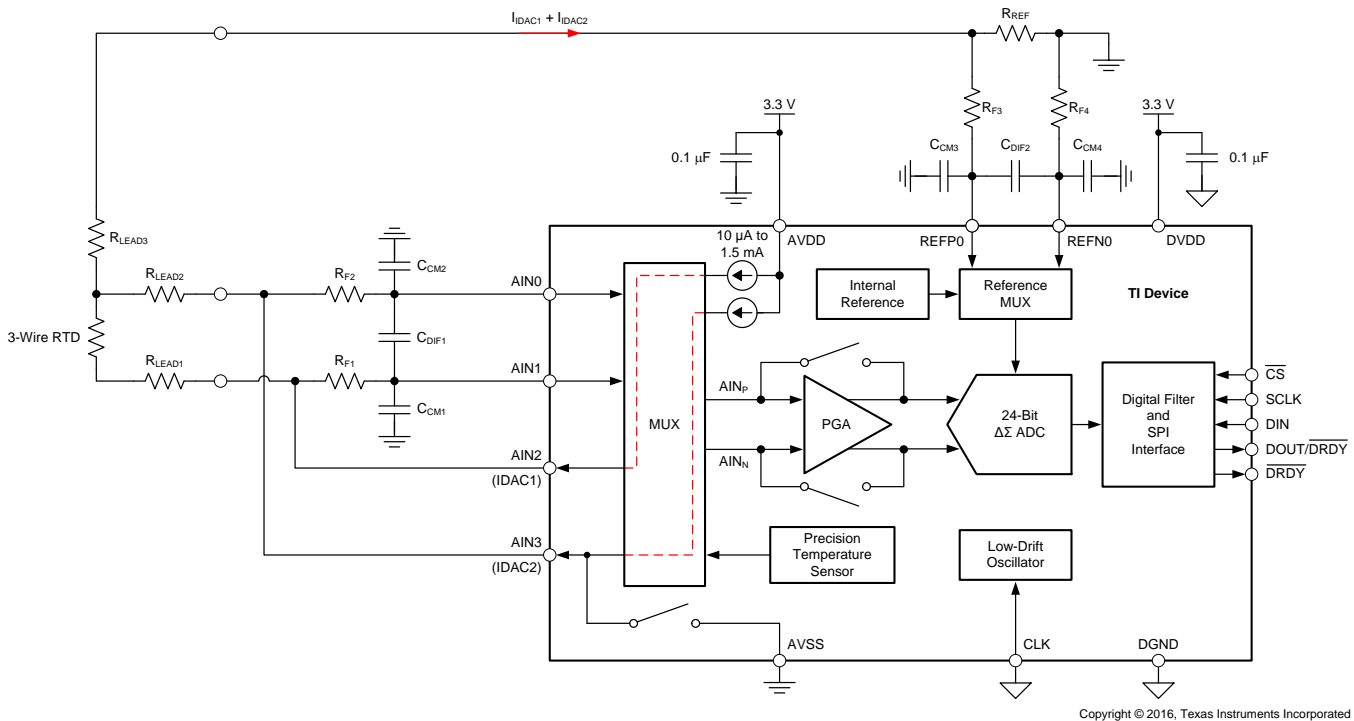 I_IDAC1 + I_IDAC2
R_REF
3.3 V
R_F3
R_F4
3.3 V
0.1 µF
C_CM3
C_DIF2
C_CM4
0.1 µF
R_LEAD3
10 µA to
1.5 mA
AVDD
REFP0
REFN0
DVDD
R_LEAD2
R_F2
C_CM2
AIN0
Internal
Reference
Reference
MUX
TI Device
3-Wire RTD
C_DIF1
R_LEAD1
R_F1
AIN1
C_CM1
MUX
AIN_P
AIN_N
PGA
24-Bit
ΔΣ ADC
Digital Filter
and
SPI
Interface
C̅S̅
SCLK
DIN
DOUT/D̅R̅D̅Y̅
D̅R̅D̅Y̅
AIN2
(IDAC1)
AIN3
(IDAC2)
Precision
Temperature
Sensor
Low-Drift
Oscillator
AVSS
CLK
DGND
Copyright © 2016, Texas Instruments Incorporated